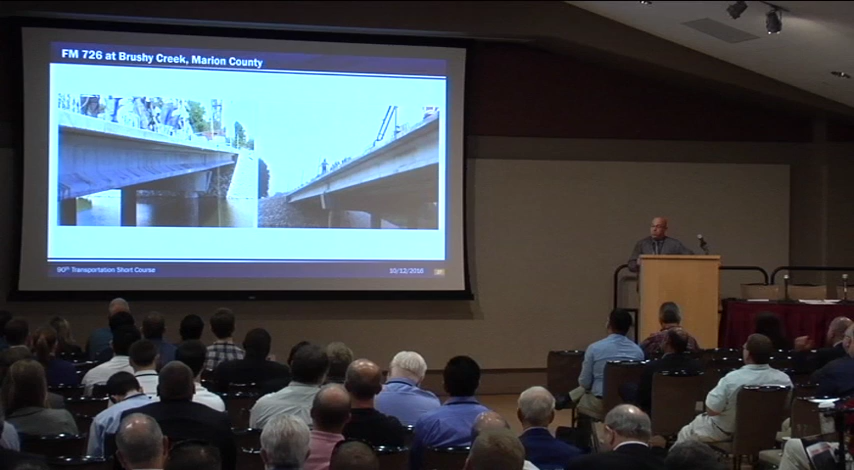 FM 726 at Brushy Creek, Marion County
90th Transportation Short Course
10/12/2016